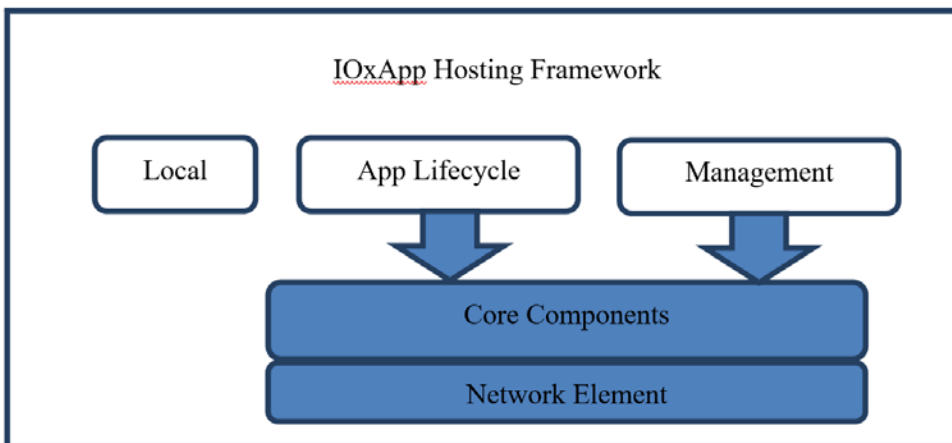 IOxApp Hosting Framework
Local
App Lifecycle
Management
Core Components
Network Element